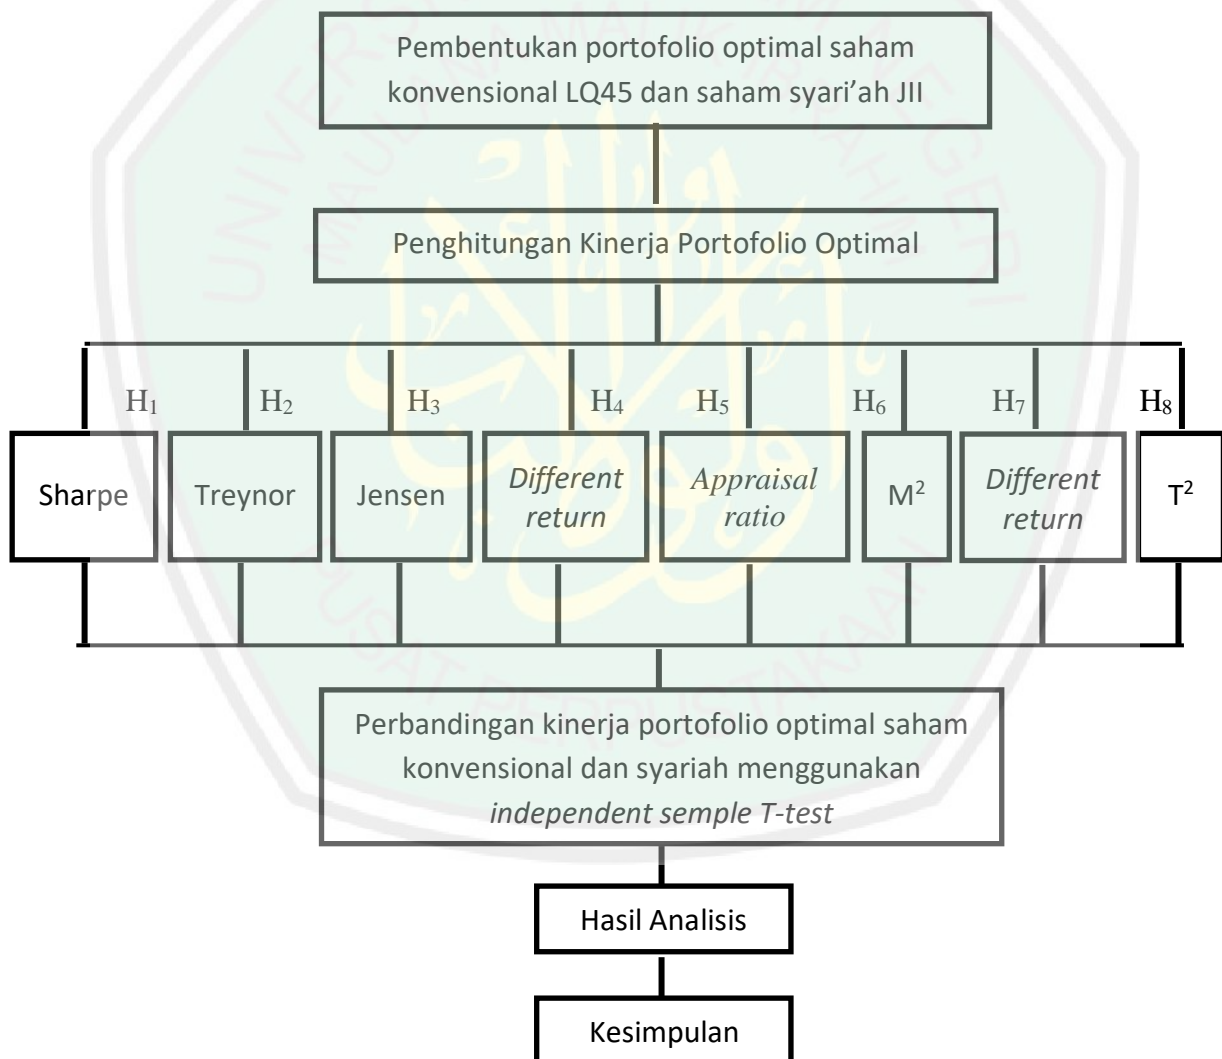 Pembentukan portofolio optimal saham
konvensional LQ45 dan saham syari’ah JII
Penghitungan Kinerja Portofolio Optimal
H₁ H₂ H₃ H₄ H₅ H₆ H₇ H₈
Sharpe
Treynor
Jensen
Different
return
Appraisal
ratio
M²
Different
return
T²
Perbandingan kinerja portofolio optimal saham
konvensional dan syariah menggunakan
independent semple T-test
Hasil Analisis
Kesimpulan
PUSAT PERPUSTAKAAN